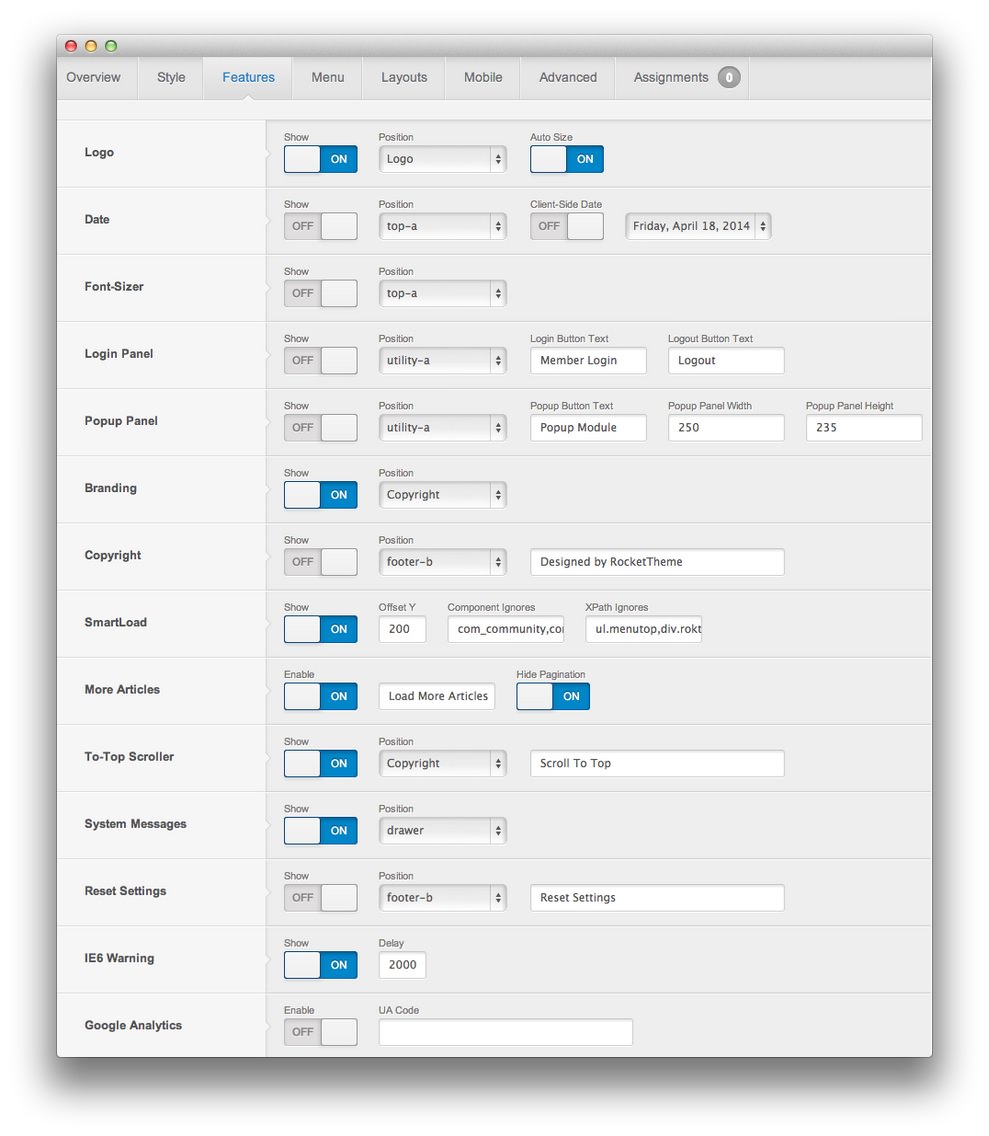 Overview Style Features Menu Layouts Mobile Advanced Assignments 0
Show Position Auto Size
Logo ON Logo ON
Show Position Client-Side Date
Date OFF top-a OFF Friday, April 18, 2014
Show Position
Font-Sizer OFF top-a
Show Position Login Button Text Logout Button Text
Login Panel OFF utility-a Member Login Logout
Show Position Popup Button Text Popup Panel Width Popup Panel Height
Popup Panel OFF utility-a Popup Module 250 235
Show Position
Branding ON Copyright
Show Position
Copyright OFF footer-b Designed by RocketTheme
Show Offset Y Component Ignores XPath Ignores
SmartLoad ON 200 com_community,co ul.menutop,div.rokt
Enable Hide Pagination
More Articles ON Load More Articles ON
Show Position
To-Top Scroller ON Copyright Scroll To Top
Show Position
System Messages ON drawer
Show Position
Reset Settings OFF footer-b Reset Settings
Show Delay
IE6 Warning ON 2000
Enable UA Code
Google Analytics OFF